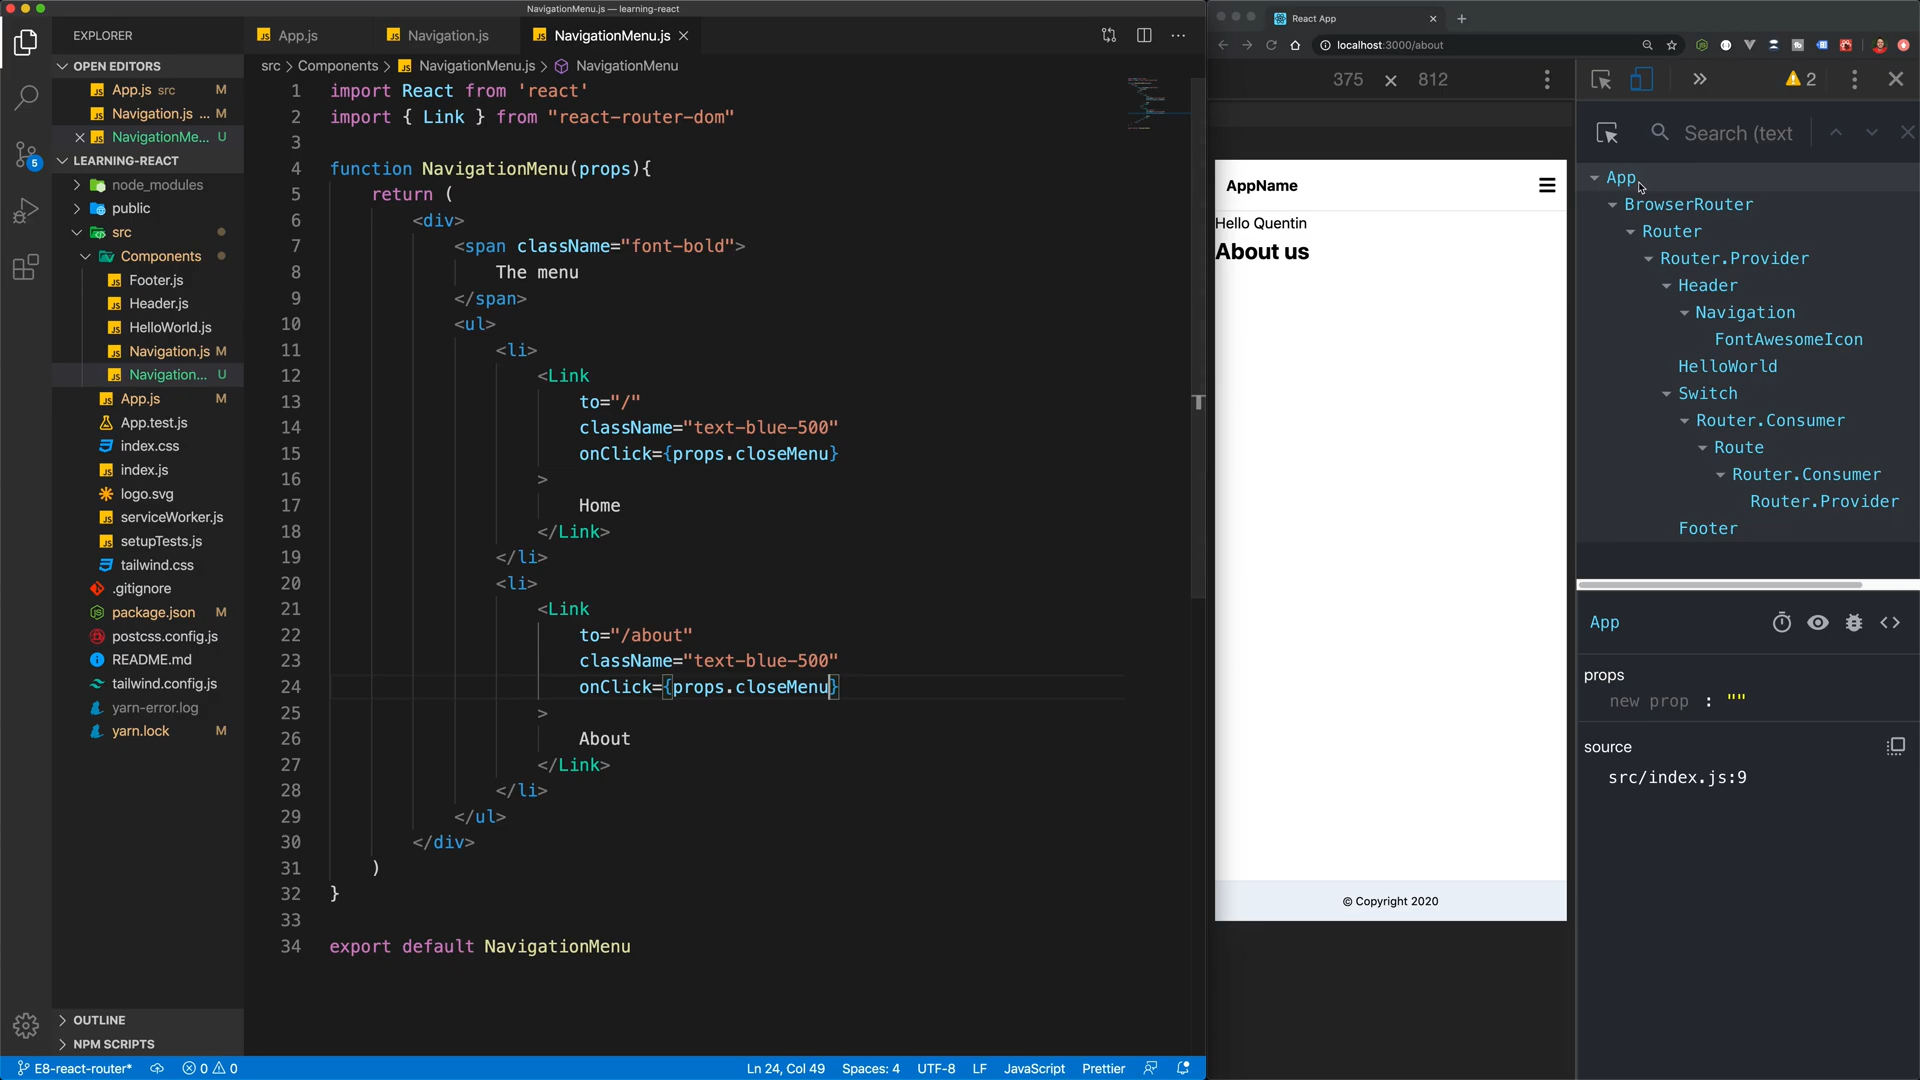 NavigationMenu.js — learning-react
EXPLORER
OPEN EDITORS
App.js src M
Navigation.js ... M
NavigationMe... U
LEARNING-REACT
node_modules
public
src
Components
Footer.js
Header.js
HelloWorld.js
Navigation.js M
Navigation... U
App.js M
App.test.js
index.css
index.js
logo.svg
serviceWorker.js
setupTests.js
tailwind.css
.gitignore
package.json M
postcss.config.js
README.md
tailwind.config.js
yarn-error.log
yarn.lock M
OUTLINE
NPM SCRIPTS
App.js
Navigation.js
NavigationMenu.js
src > Components > NavigationMenu.js > NavigationMenu
1 import React from 'react'
2 import { Link } from "react-router-dom"
3
4 function NavigationMenu(props){
5 return (
6 <div>
7 <span className="font-bold">
8 The menu
9 </span>
10 <ul>
11 <li>
12 <Link
13 to="/"
14 className="text-blue-500"
15 onClick={props.closeMenu}
16 >
17 Home
18 </Link>
19 </li>
20 <li>
21 <Link
22 to="/about"
23 className="text-blue-500"
24 onClick={props.closeMenu}
25 >
26 About
27 </Link>
28 </li>
29 </ul>
30 </div>
31 )
32 }
33
34 export default NavigationMenu
5
E8-react-router*
0 0
Ln 24, Col 49
Spaces: 4
UTF-8
LF
JavaScript
Prettier
React App
localhost:3000/about
375 × 812
AppName
Hello Quentin
About us
© Copyright 2020
2
Search (text
App
BrowserRouter
Router
Router.Provider
Header
Navigation
FontAwesomeIcon
HelloWorld
Switch
Router.Consumer
Route
Router.Consumer
Router.Provider
Footer
App
props
new prop : ""
source
src/index.js:9